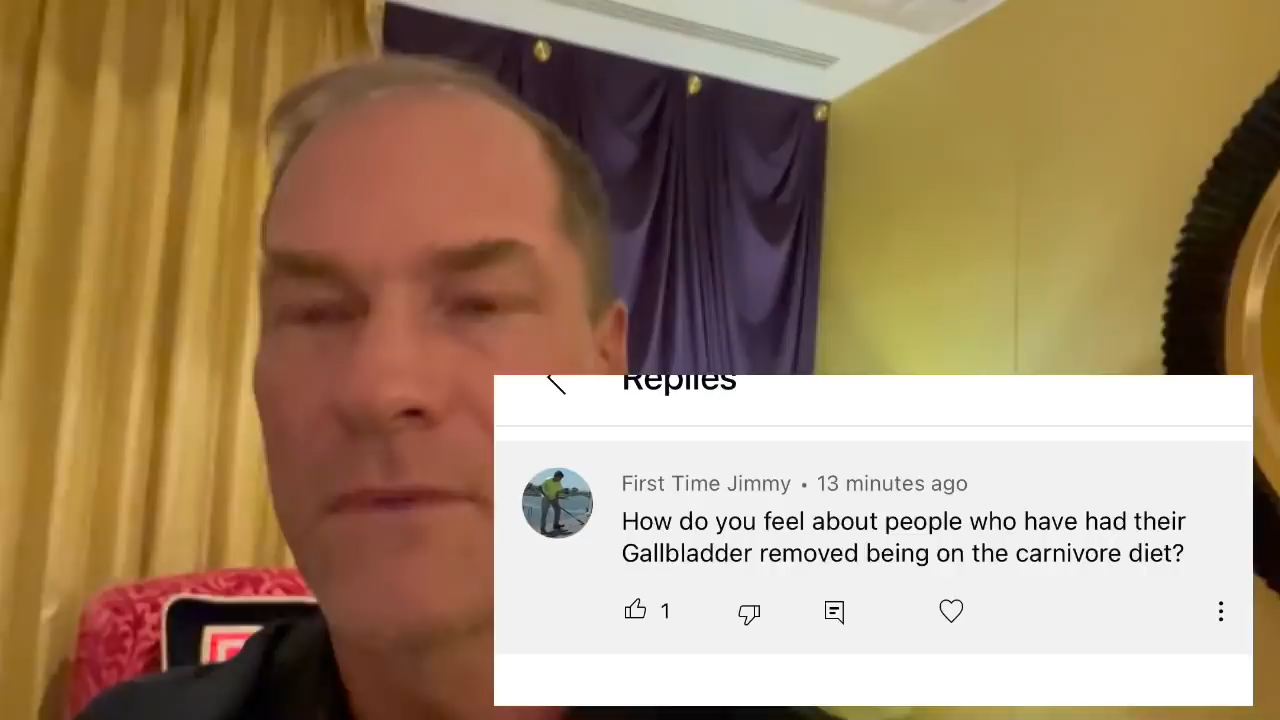 Replies
First Time Jimmy • 13 minutes ago
How do you feel about people who have had their
Gallbladder removed being on the carnivore diet?
1